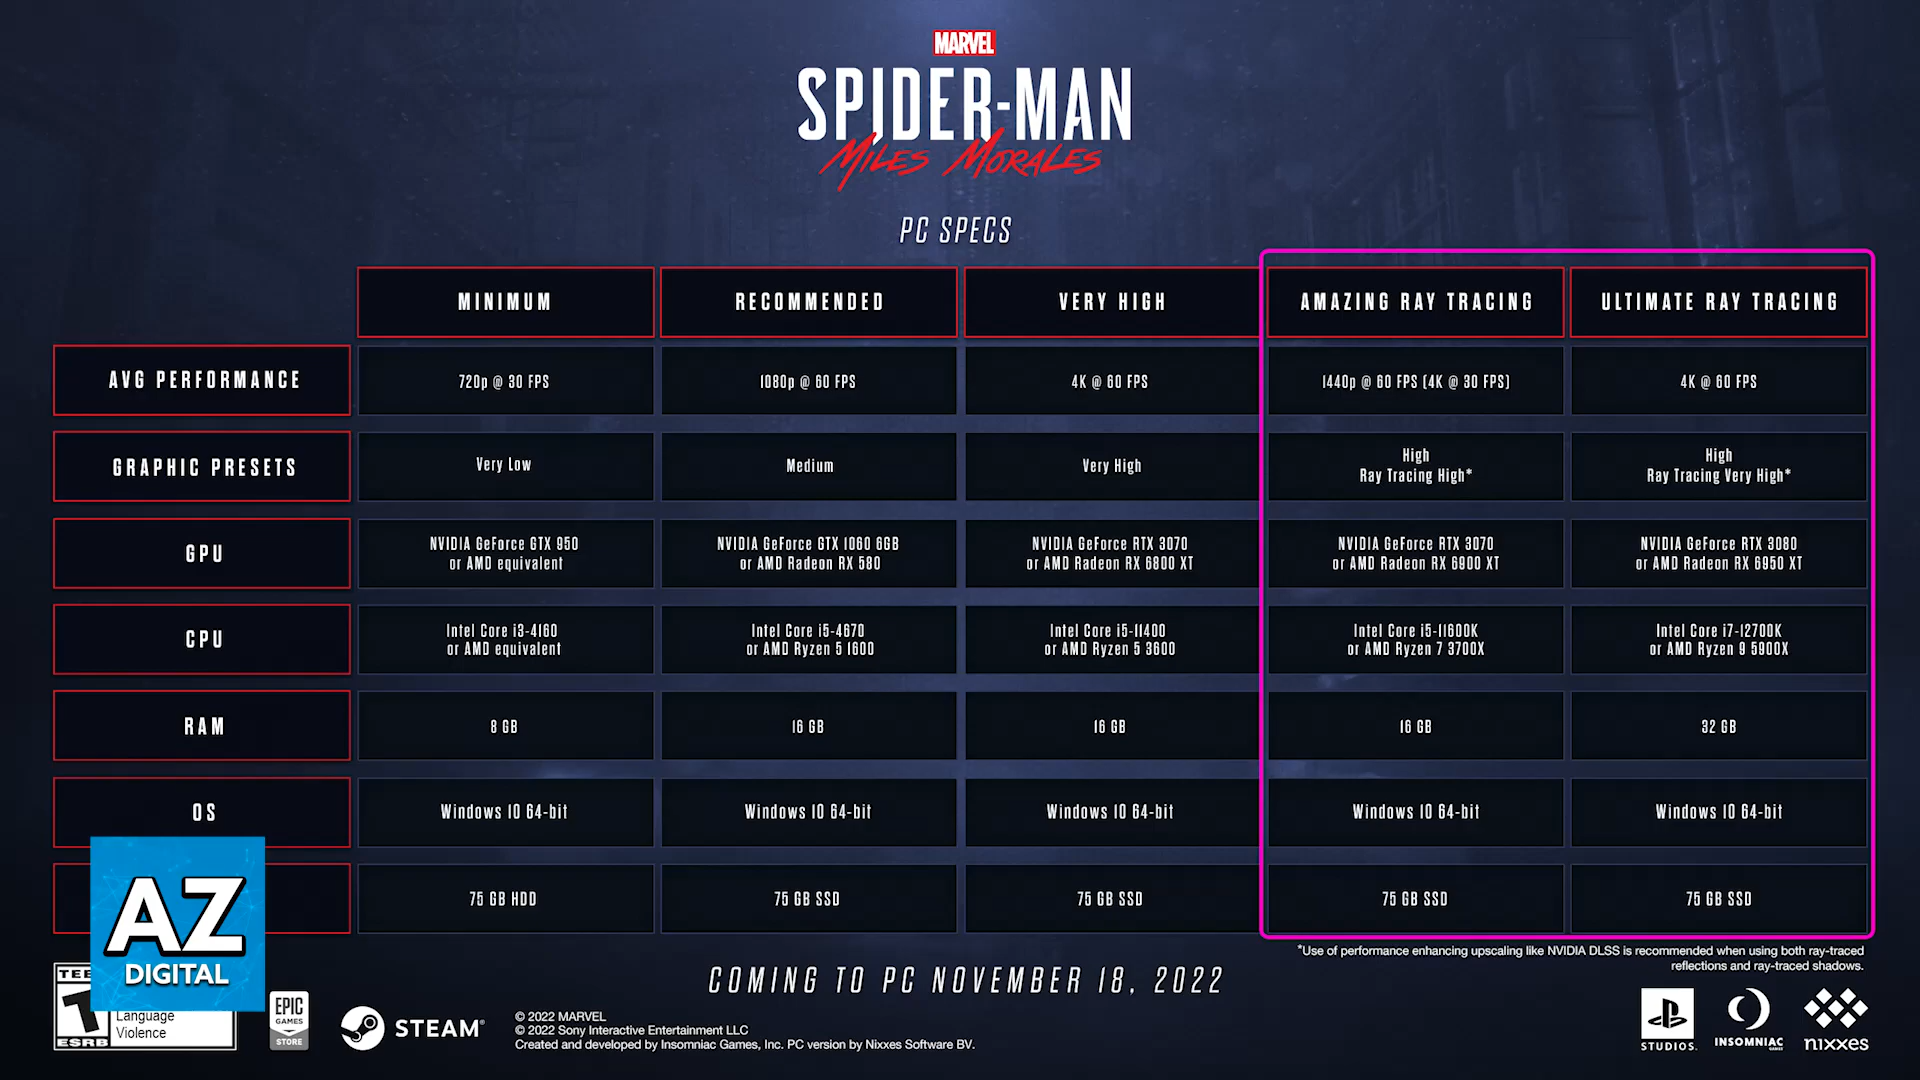 MARVEL
SPIDER-MAN
MILES MORALES
PC SPECS
MINIMUM
RECOMMENDED
VERY HIGH
AMAZING RAY TRACING
ULTIMATE RAY TRACING
AVG PERFORMANCE
720p @ 30 FPS
1080p @ 60 FPS
4K @ 60 FPS
1440p @ 60 FPS (4K @ 30 FPS)
4K @ 60 FPS
GRAPHIC PRESETS
Very Low
Medium
Very High
High
Ray Tracing High*
High
Ray Tracing Very High*
GPU
NVIDIA GeForce GTX 950
or AMD equivalent
NVIDIA GeForce GTX 1060 6GB
or AMD Radeon RX 580
NVIDIA GeForce RTX 3070
or AMD Radeon RX 6800 XT
NVIDIA GeForce RTX 3070
or AMD Radeon RX 6900 XT
NVIDIA GeForce RTX 3080
or AMD Radeon RX 6950 XT
CPU
Intel Core i3-4160
or AMD equivalent
Intel Core i5-4670
or AMD Ryzen 5 1600
Intel Core i5-11400
or AMD Ryzen 5 3600
Intel Core i5-11600K
or AMD Ryzen 7 3700X
Intel Core i7-12700K
or AMD Ryzen 9 5900X
RAM
8 GB
16 GB
16 GB
16 GB
32 GB
OS
Windows 10 64-bit
Windows 10 64-bit
Windows 10 64-bit
Windows 10 64-bit
Windows 10 64-bit
75 GB HDD
75 GB SSD
75 GB SSD
75 GB SSD
75 GB SSD
AZ
DIGITAL
*Use of performance enhancing upscaling like NVIDIA DLSS is recommended when using both ray-traced
reflections and ray-traced shadows.
COMING TO PC NOVEMBER 18, 2022
TEE
T
Language
Violence
ESRB
EPIC
GAMES
STORE
STEAM
© 2022 MARVEL
© 2022 Sony Interactive Entertainment LLC
Created and developed by Insomniac Games, Inc. PC version by Nixxes Software BV.
STUDIOS.
INSOMNIAC
GAMES
nixxes